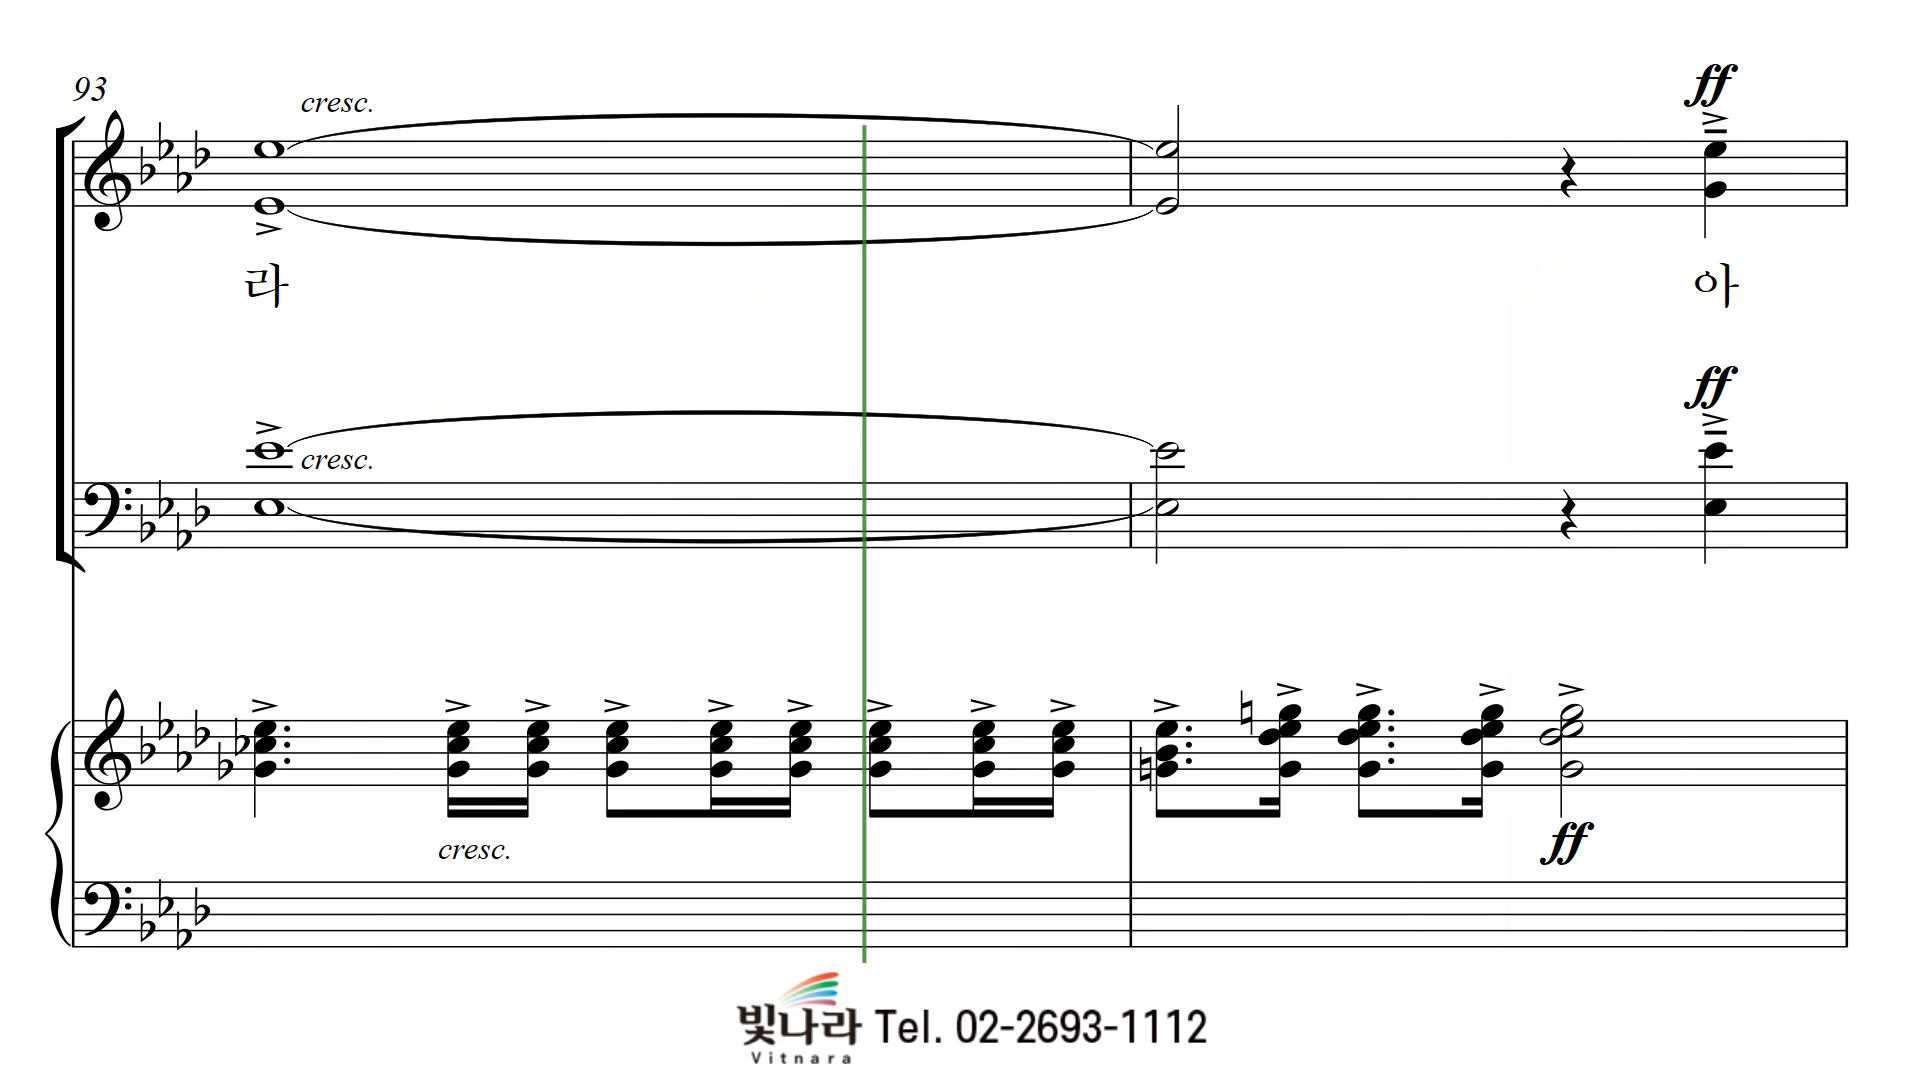 93
cresc.
ff
라 아
ff
cresc.
cresc.
ff
빛나라 Tel. 02-2693-1112
Vitnara